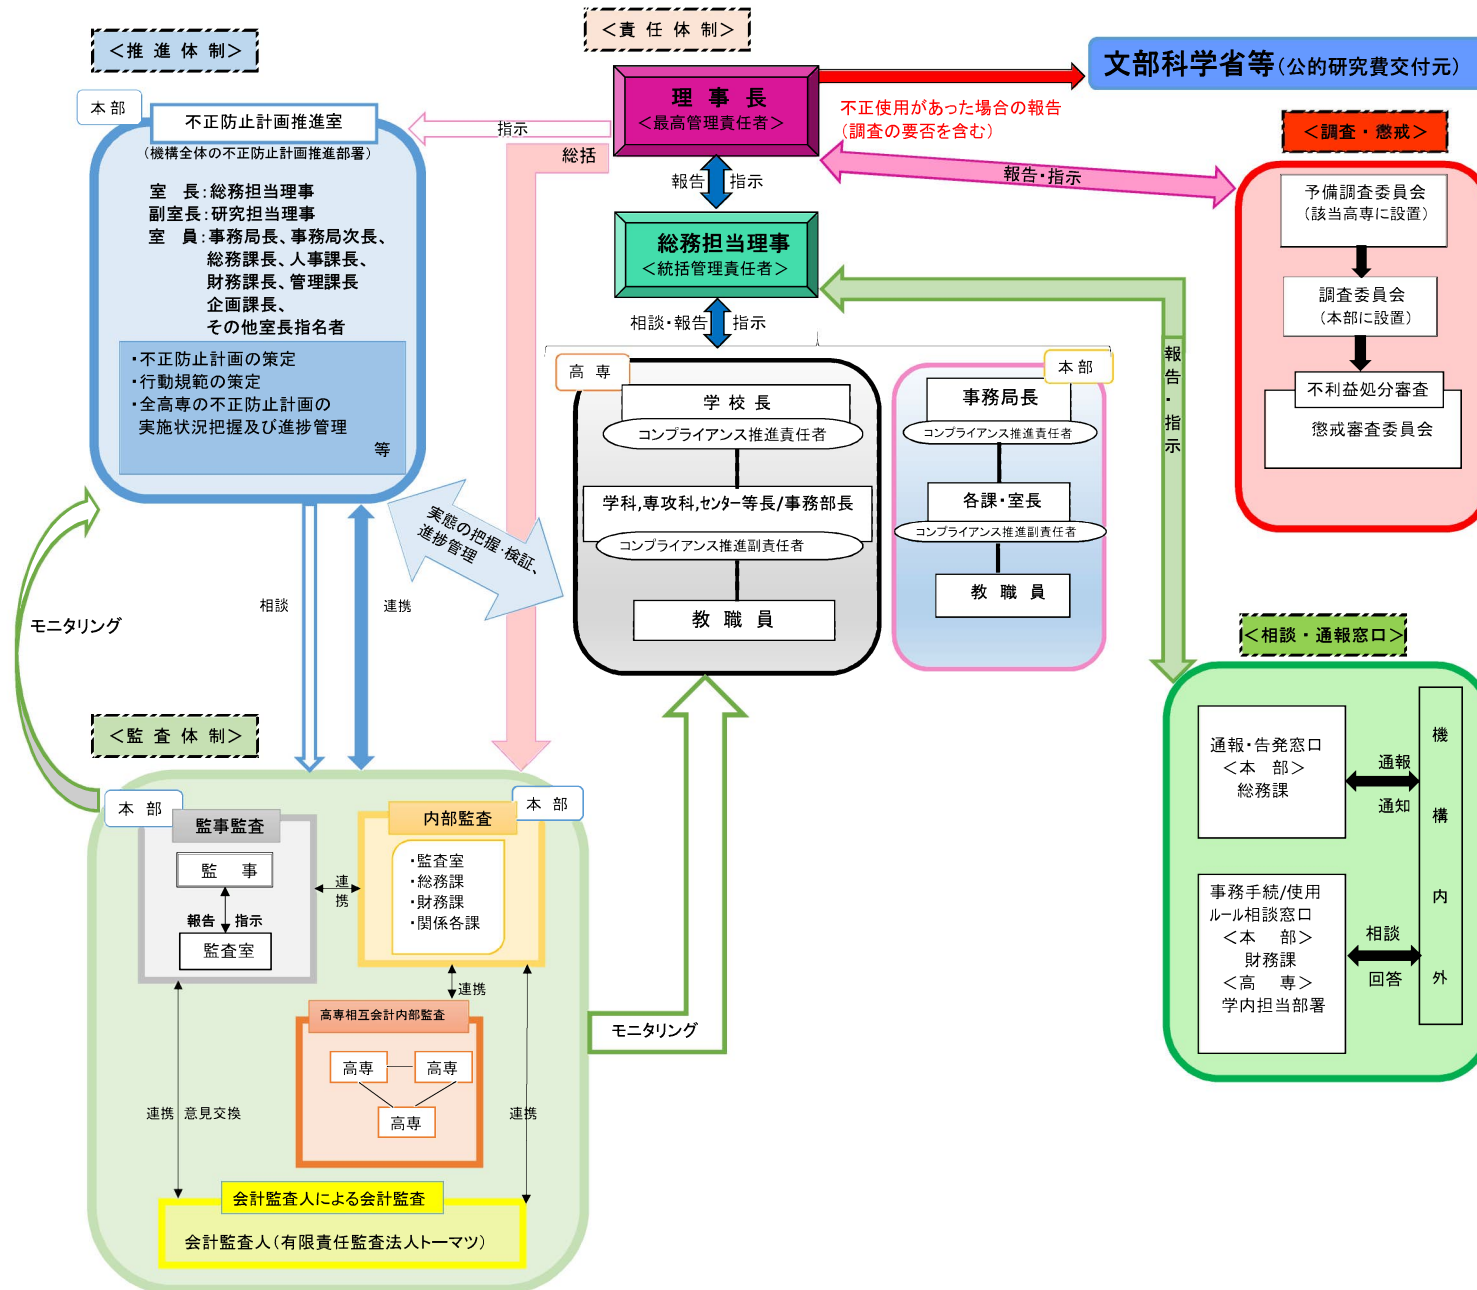 ＜推 進 体 制＞
本 部
不正防止計画推進室
（機構全体の不正防止計画推進部署）
室　長：総務担当理事
副室長：研究担当理事
室　員：事務局長、事務局次長、
総務課長、人事課長、
財務課長、管理課長
企画課長、
その他室長指名者
・不正防止計画の策定
・行動規範の策定
・全高専の不正防止計画の
実施状況把握及び進捗管理
等
＜責 任 体 制＞
理 事 長
＜最高管理責任者＞
指示
総括
報告
指示
総務担当理事
＜統括管理責任者＞
相談・報告
指示
文部科学省等（公的研究費交付元）
不正使用があった場合の報告
（調査の要否を含む）
報告・指示
＜調査・懲戒＞
予備調査委員会
（該当高専に設置）
調査委員会
（本部に設置）
不利益処分審査
懲戒審査委員会
高 専
学 校 長
コンプライアンス推進責任者
学科,専攻科,センター等長/事務部長
コンプライアンス推進副責任者
教 職 員
本 部
事務局長
コンプライアンス推進責任者
各課・室長
コンプライアンス推進副責任者
教 職 員
報告・指示
実態の把握・検証、
進捗管理
相談
連携
モニタリング
＜相談・通報窓口＞
通報・告発窓口
＜本　部＞
総務課
通報
通知
事務手続/使用
ルール相談窓口
＜本　部＞
財務課
＜高　専＞
学内担当部署
相談
回答
機構内外
＜監 査 体 制＞
本 部
監事監査
監　事
報告
指示
監査室
連携
本 部
内部監査
・監査室
・総務課
・財務課
・関係各課
連携
高専相互会計内部監査
高専
高専
高専
連携
意見交換
連携
モニタリング
会計監査人による会計監査
会計監査人（有限責任監査法人トーマツ）